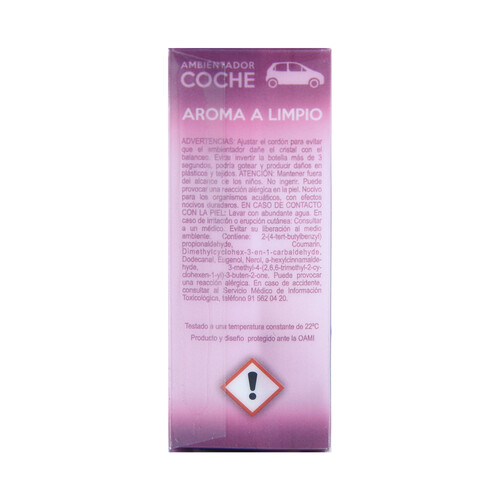 AMBIENTADOR
COCHE
AROMA A LIMPIO
ADVERTENCIAS: Ajustar el cordón para evitar
que el ambientador dañe el cristal con el
balanceo. Evite invertir la botella más de 3
segundos, podría gotear y producir daños en
plásticos y tejidos. ATENCIÓN: Mantener fuera
del alcance de los niños. No ingerir. Puede
provocar una reacción alérgica en la piel. Nocivo
para los organismos acuáticos, con efectos
nocivos duraderos. EN CASO DE CONTACTO
CON LA PIEL: Lavar con abundante agua. En
caso de irritación o erupción cutánea: Consultar
a un médico. Evitar su liberación al medio
ambiente. Contiene: 2-(4-tert-butylbenzyl)
propionaldehyde, Coumarin,
Dimethylcyclohex-3-en-1-carbaldehyde,
Dodecanal, Eugenol, Nerol, a-hexylcinnamalde-
hyde, 3-methyl-4-(2,6,6-trimethyl-2-cy-
clohexen-1-yl)-3-buten-2-one. Puede provocar
una reacción alérgica. En caso de accidente,
consultar al Servicio Médico de Información
Toxicológica, teléfono 91 562 04 20.
Testado a una temperatura constante de 22ºC
Producto y diseño protegido ante la OAMI